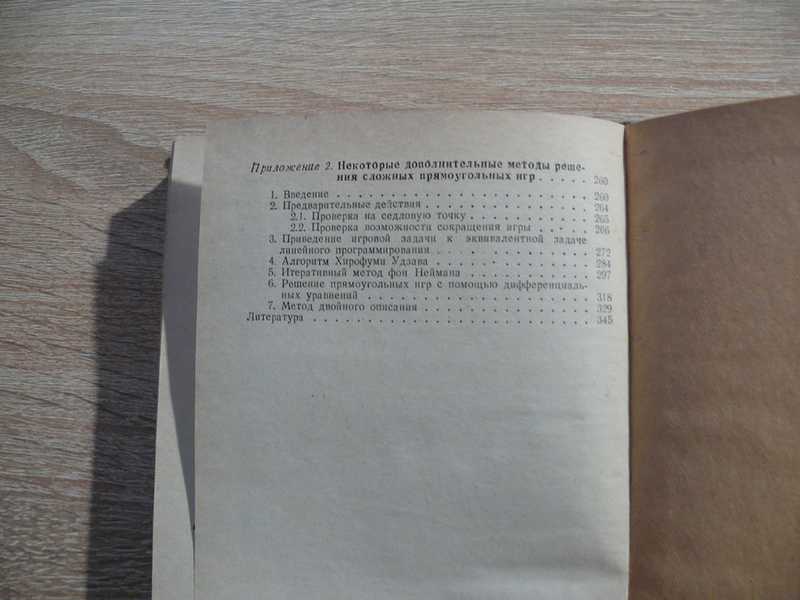 Приложение 2. Некоторые дополнительные методы реше-
ния сложных прямоугольных игр . . . . . 260
1. Введение . . . . . . . . . . . . . . . . . . . . 260
2. Предварительные действия . . . . . . . . . . . . . 264
2.1. Проверка на седловую точку . . . . . . . . . . 265
2.2. Проверка возможности сокращения игры . . . . . 266
3. Приведение игровой задачи к эквивалентной задаче
линейного программирования . . . . . . . . . . . . 272
4. Алгоритм Хирофуми Удзава . . . . . . . . . . . . . 284
5. Итеративный метод фон Неймана . . . . . . . . . . 297
6. Решение прямоугольных игр с помощью дифференциаль-
ных уравнений . . . . . . . . . . . . . . . . . . 318
7. Метод двойного описания . . . . . . . . . . . . . 329
Литература . . . . . . . . . . . . . . . . . . . . . 345